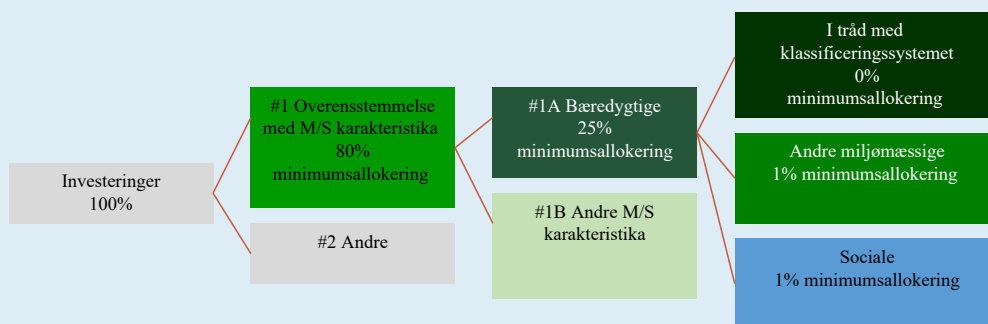 Investeringer
100%
#1 Overensstemmelse
med M/S karakteristika
80%
minimumsallokering
#2 Andre
#1A Bæredygtige
25%
minimumsallokering
#1B Andre M/S
karakteristika
I tråd med
klassificeringssystemet
0%
minimumsallokering
Andre miljømæssige
1% minimumsallokering
Sociale
1% minimumsallokering